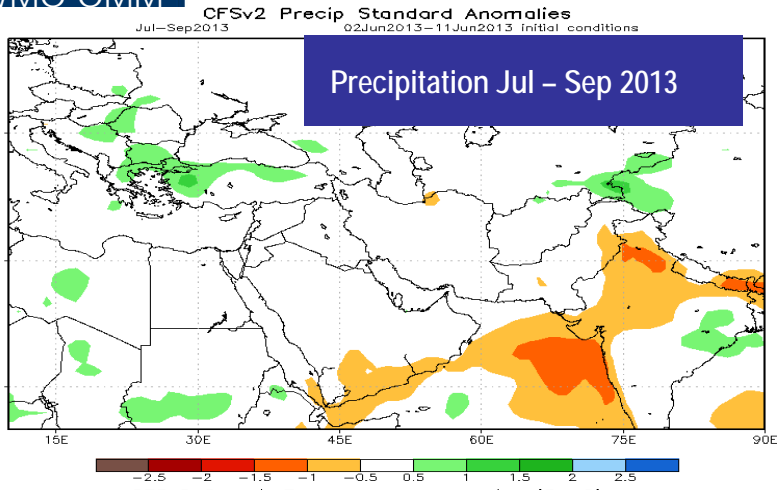 CFSv2 Precip Standard Anomalies
Jul-Sep2013 02Jun2013-11Jun2013 initial conditions
Precipitation Jul – Sep 2013
15E 30E 45E 60E 75E 90E
-2.5 -2 -1.5 -1 -0.5 0.5 1 1.5 2 2.5